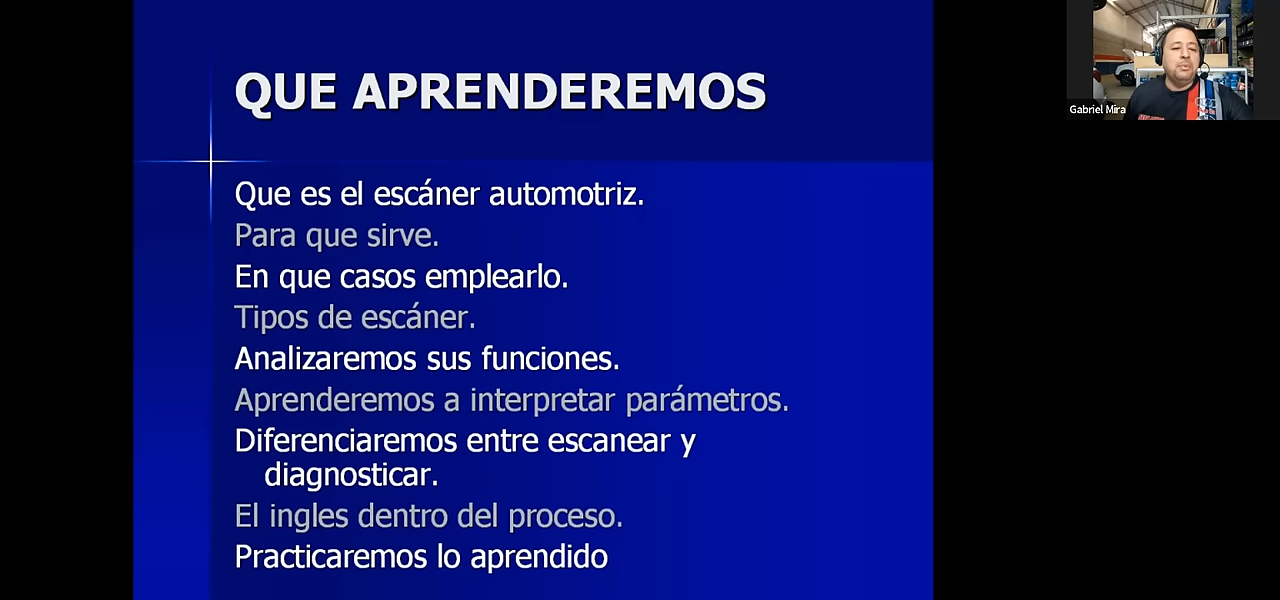 QUE APRENDEREMOS
Que es el escáner automotriz.
Para que sirve.
En que casos emplearlo.
Tipos de escáner.
Analizaremos sus funciones.
Aprenderemos a interpretar parámetros.
Diferenciaremos entre escanear y
diagnosticar.
El ingles dentro del proceso.
Practicaremos lo aprendido
Gabriel Mira